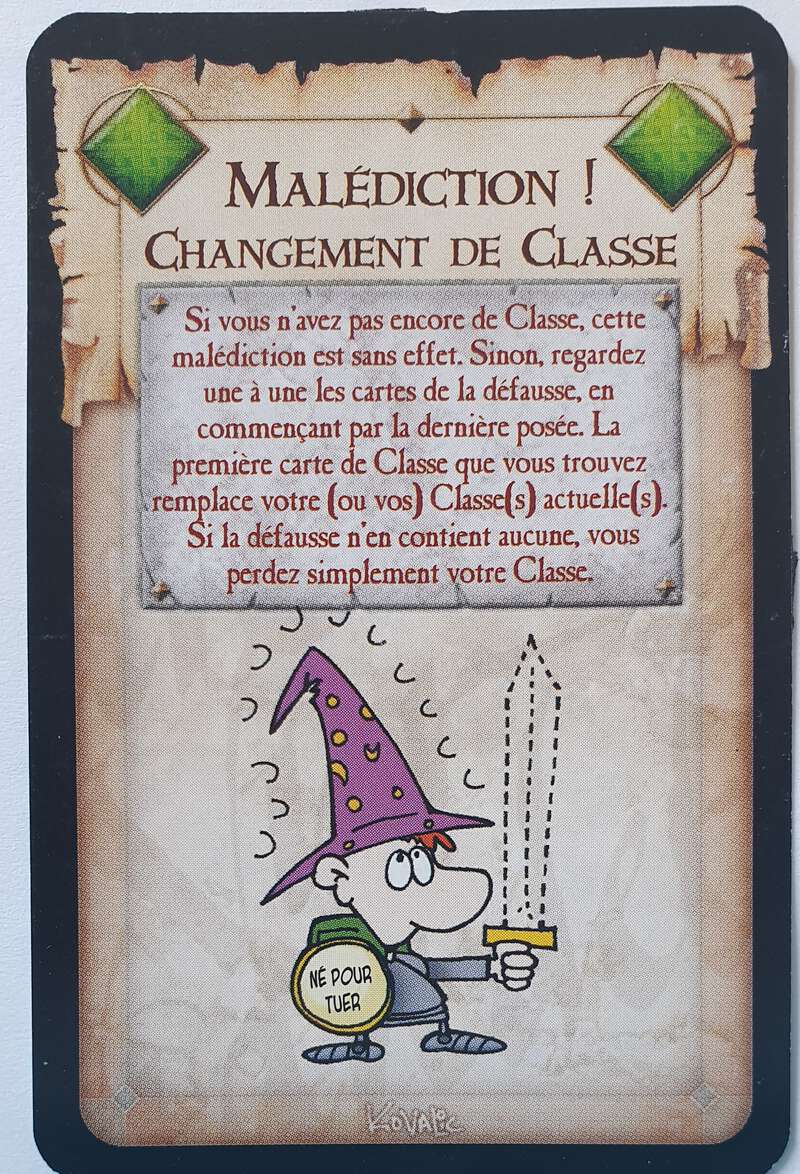 Malédiction !
Changement de Classe
Si vous n'avez pas encore de Classe, cette
malédiction est sans effet. Sinon, regardez
une à une les cartes de la défausse, en
commençant par la dernière posée. La
première carte de Classe que vous trouvez
remplace votre (ou vos) Classe(s) actuelle(s).
Si la défausse n'en contient aucune, vous
perdez simplement votre Classe.
NÉ POUR
TUER
KOVALIC